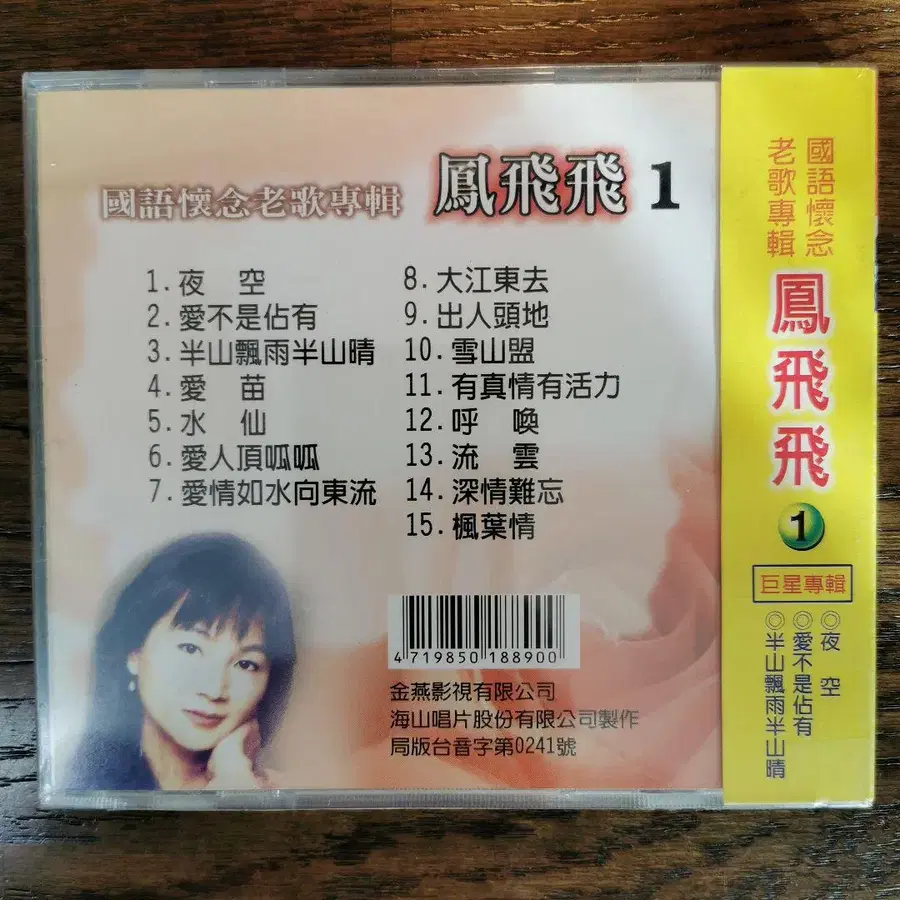 國語懷念老歌專輯 鳳飛飛 1
1. 夜 空
2. 愛不是佔有
3. 半山飄雨半山晴
4. 愛 苗
5. 水 仙
6. 愛人頂呱呱
7. 愛情如水向東流
8. 大江東去
9. 出人頭地
10. 雪山盟
11. 有真情有活力
12. 呼 喚
13. 流 雲
14. 深情難忘
15. 楓葉情
4 719850 188900
金燕影視有限公司
海山唱片股份有限公司製作
局版台音字第0241號
國語懷念
老歌專輯
鳳飛飛
1
巨星專輯
◎夜 空
◎愛不是佔有
◎半山飄雨半山晴